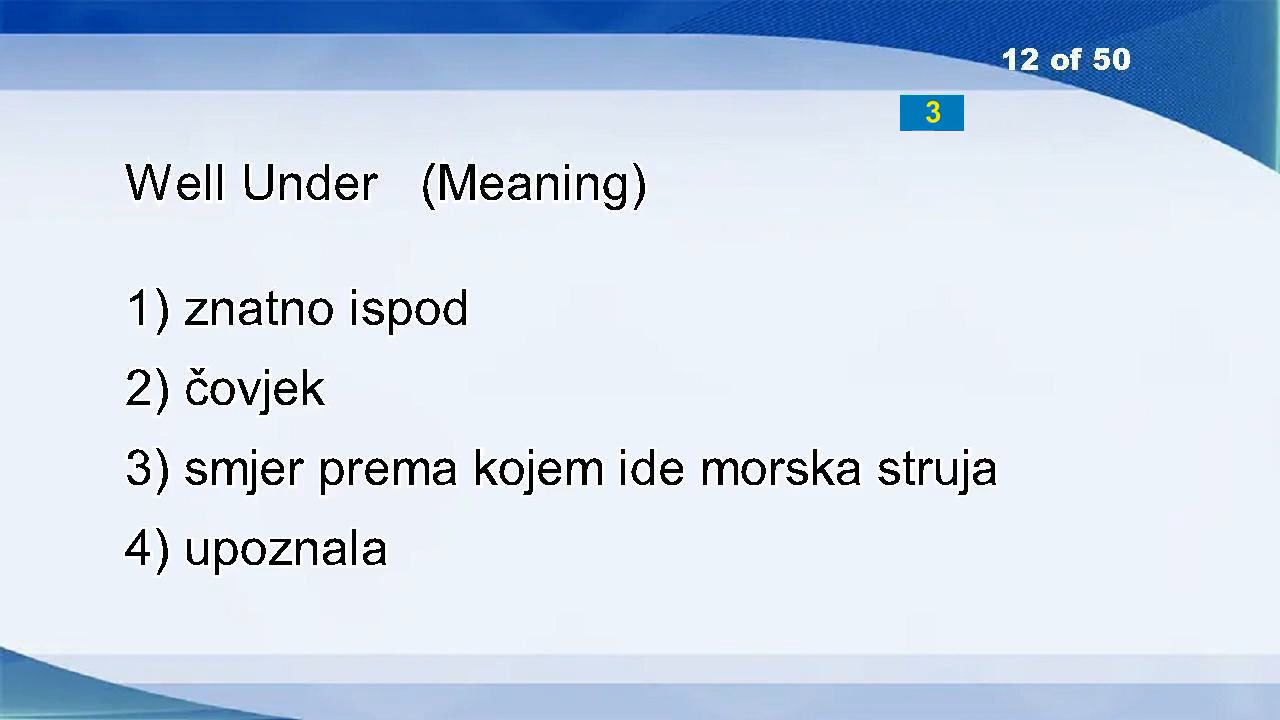 12 of 50
3
Well Under (Meaning)
1) znatno ispod
2) čovjek
3) smjer prema kojem ide morska struja
4) upoznala